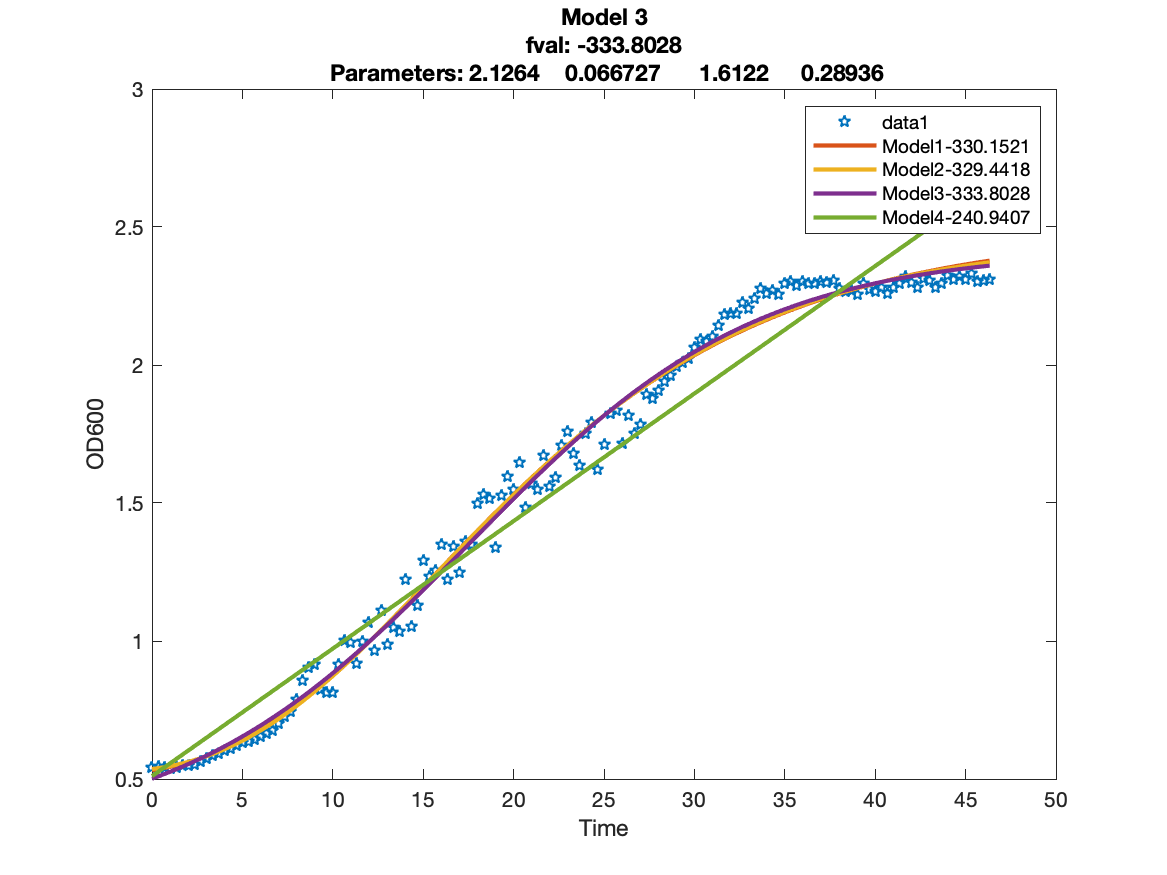 Model 3
fval: -333.8028
Parameters: 2.1264 0.066727 1.6122 0.28936
3
2.5
2
1.5
1
0.5
OD600
data1
Model1-330.1521
Model2-329.4418
Model3-333.8028
Model4-240.9407
0 5 10 15 20 25 30 35 40 45 50
Time